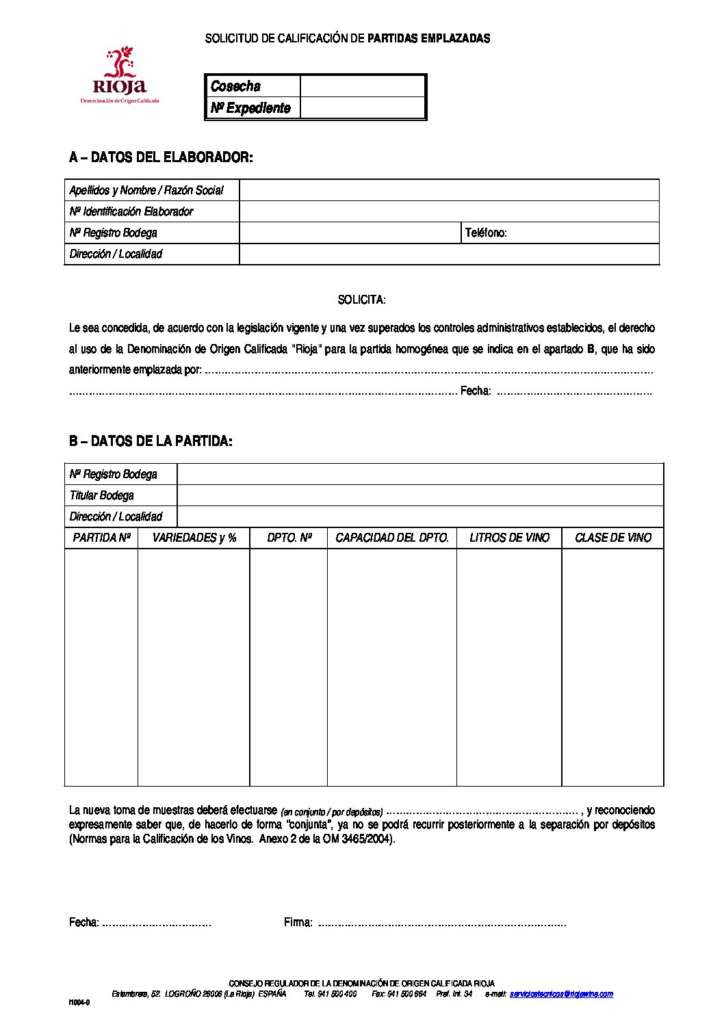 SOLICITUD DE CALIFICACIÓN DE PARTIDAS EMPLAZADAS
RIOJA
Denominación de Origen Calificada
Cosecha
Nº Expediente
A – DATOS DEL ELABORADOR:
Apellidos y Nombre / Razón Social
Nº Identificación Elaborador
Nº Registro Bodega Teléfono:
Dirección / Localidad
SOLICITA:
Le sea concedida, de acuerdo con la legislación vigente y una vez superados los controles administrativos establecidos, el derecho
al uso de la Denominación de Origen Calificada "Rioja" para la partida homogénea que se indica en el apartado B, que ha sido
anteriormente emplazada por: ........................................................................................................................
........................................................................................................ Fecha: ................................................
B – DATOS DE LA PARTIDA:
Nº Registro Bodega
Titular Bodega
Dirección / Localidad
PARTIDA Nº VARIEDADES y % DPTO. Nº CAPACIDAD DEL DPTO. LITROS DE VINO CLASE DE VINO
La nueva toma de muestras deberá efectuarse (en conjunto / por depósitos) .......................................................... , y reconociendo
expresamente saber que, de hacerlo de forma "conjunta", ya no se podrá recurrir posteriormente a la separación por depósitos
(Normas para la Calificación de los Vinos. Anexo 2 de la OM 3465/2004).
Fecha: ................................. Firma: ...........................................................................
CONSEJO REGULADOR DE LA DENOMINACIÓN DE ORIGEN CALIFICADA RIOJA
Estambrera, 52. LOGROÑO 26006 (La Rioja) ESPAÑA Tel. 941 500 400 Fax: 941 500 664 Pref. Int. 34 e-mail: serviciostecnicos@riojawine.com
I1004-0